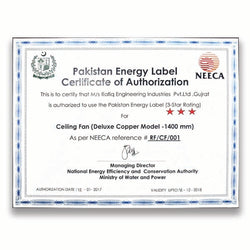 NEECA
Pakistan Energy Label
Certificate of Authorization
This is to certify that M/s Rafiq Engineering Industries Pvt.Ltd.,Gujrat
is authorized to use the Pakistan Energy Label (3-Star Rating)
For
Ceiling Fan (Deluxe Copper Model -1400 mm)
As per NEECA reference # RF/CF/001
Managing Director
National Energy Efficiency and Conservation Authority
Ministry of Water and Power
AUTHORIZATION DATE: 12 - 01 - 2017
VALIDITY UPTO: 12 - 2018